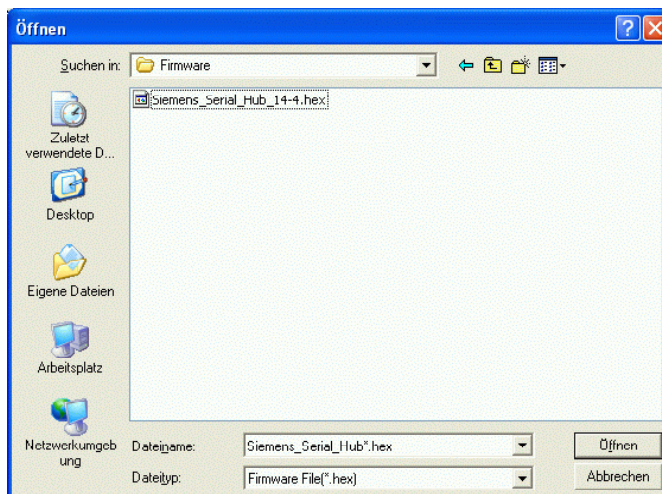 Öffnen
Suchen in:
Firmware
Siemens_Serial_Hub_14-4.hex
Zuletzt
verwendete D...
Desktop
Eigene Dateien
Arbeitsplatz
Netzwerkumgeb
ung
Dateiname:
Siemens_Serial_Hub*.hex
Öffnen
Dateityp:
Firmware File(*.hex)
Abbrechen